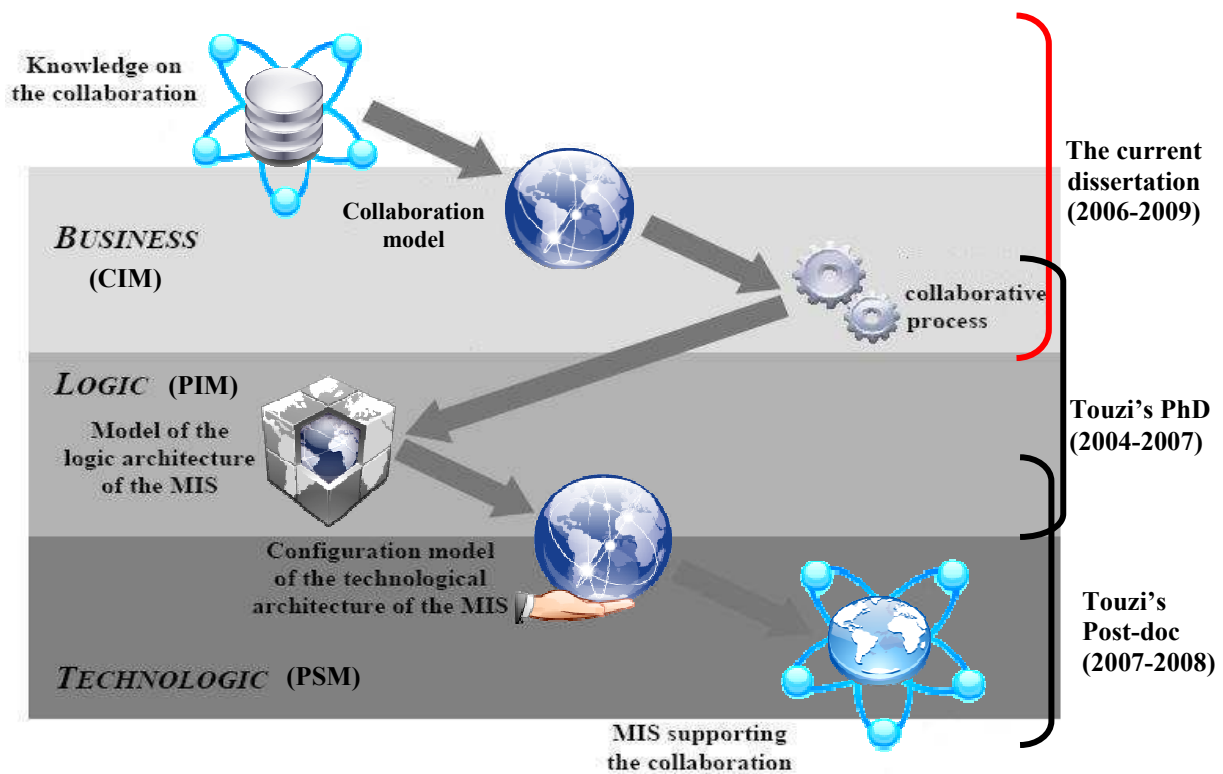 Knowledge on
the collaboration
The current
dissertation
(2006-2009)
Collaboration
model
BUSINESS
(CIM)
collaborative
process
LOGIC (PIM)
Model of the
logic architecture
of the MIS
Touzi's PhD
(2004-2007)
Configuration model
of the technological
architecture of the MIS
Touzi's
Post-doc
(2007-2008)
TECHNOLOGIC (PSM)
MIS supporting
the collaboration